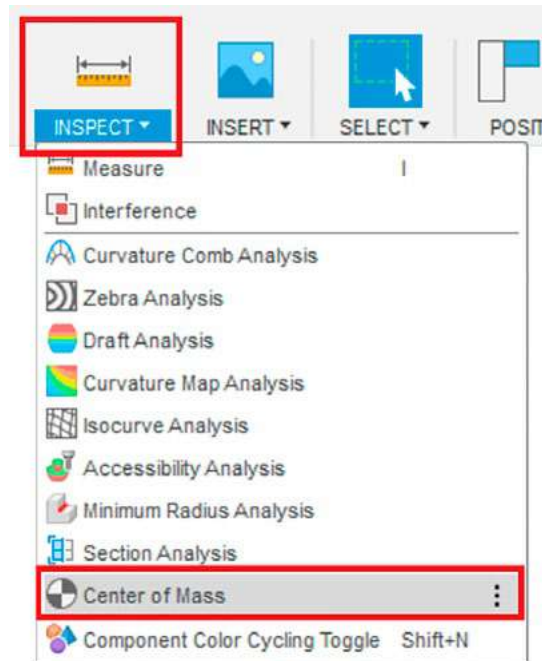 INSPECT INSERT SELECT POSIT
Measure I
Interference
Curvature Comb Analysis
Zebra Analysis
Draft Analysis
Curvature Map Analysis
Isocurve Analysis
Accessibility Analysis
Minimum Radius Analysis
Section Analysis
Center of Mass
Component Color Cycling Toggle Shift+N